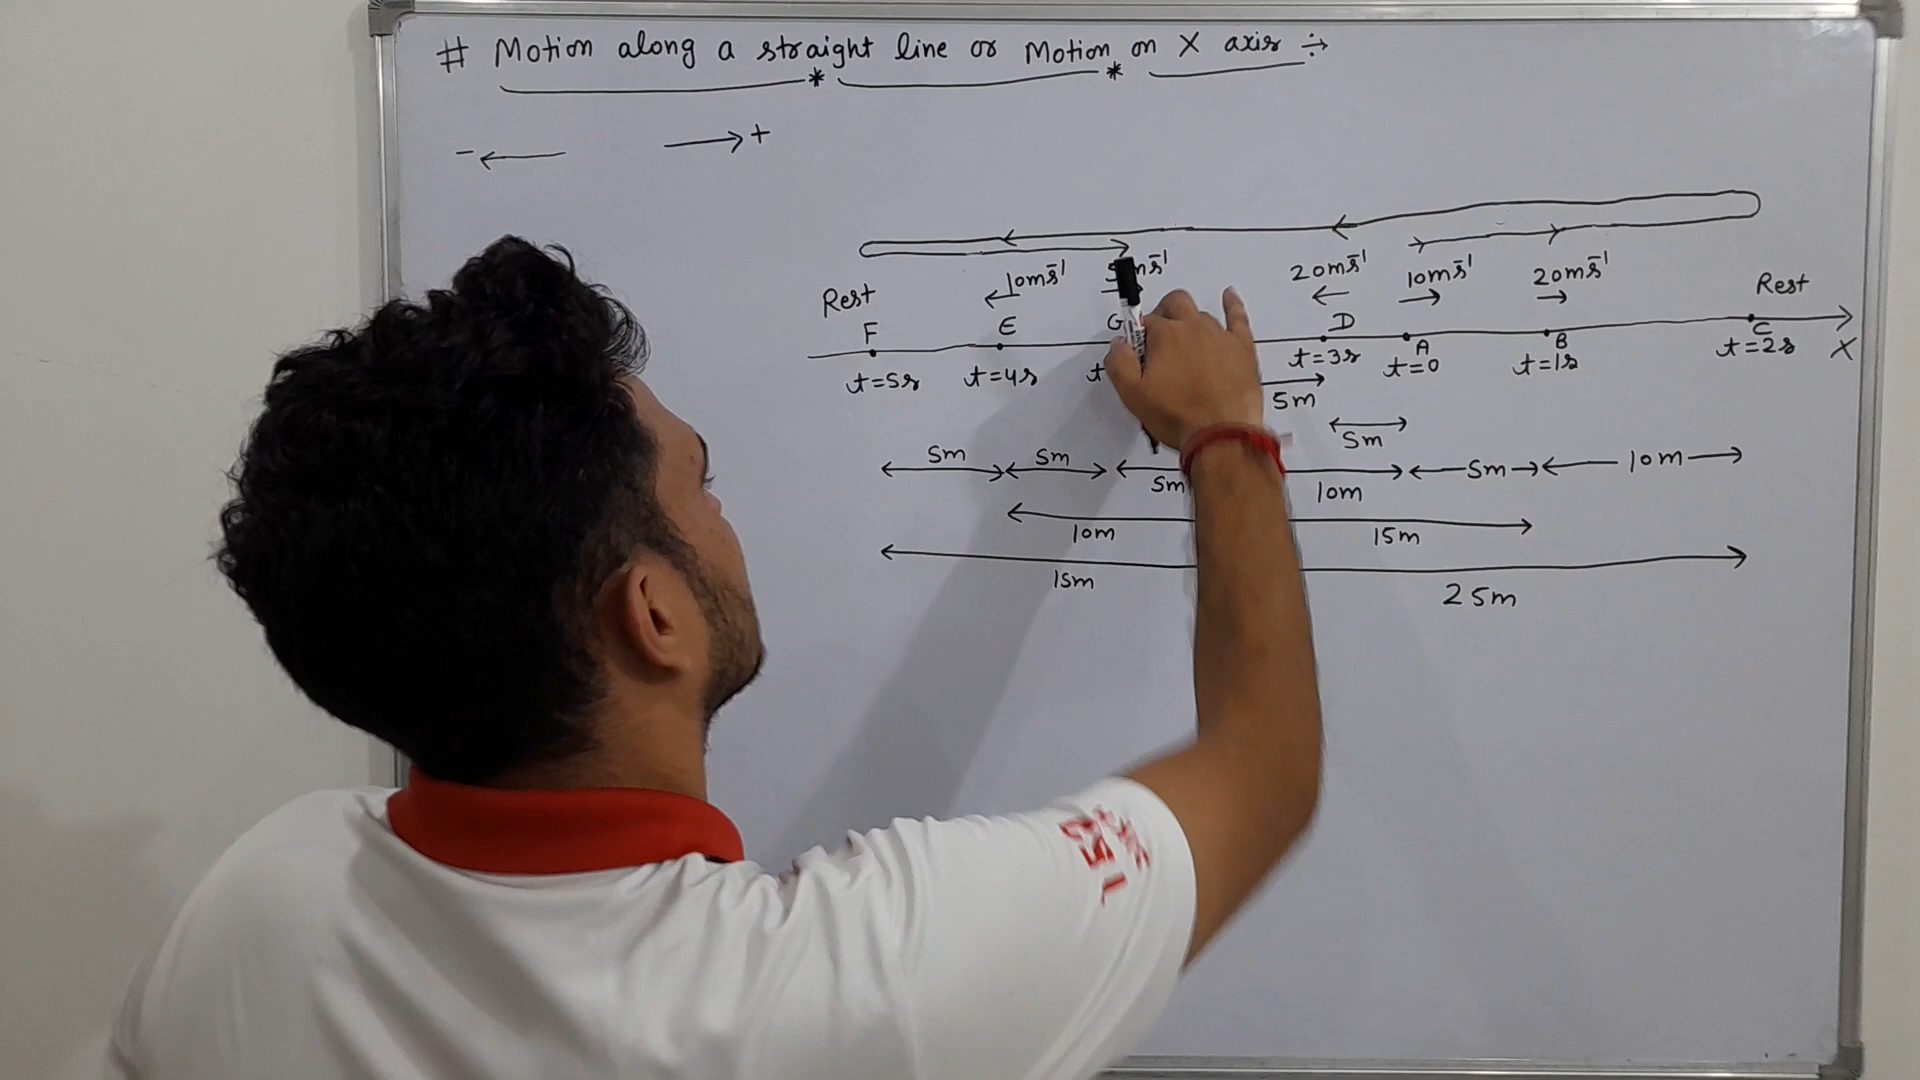 # Motion along a straight line or Motion on X axis ÷
* *
- +
10ms⁻¹ 5ms⁻¹ 20ms⁻¹ 10ms⁻¹ 20ms⁻¹
Rest Rest
F E G D A B C
t=5s t=4s t t=3s t=0 t=1s t=2s X
5m
5m
5m 5m 5m 10m 5m 10m
10m 15m
15m 25m